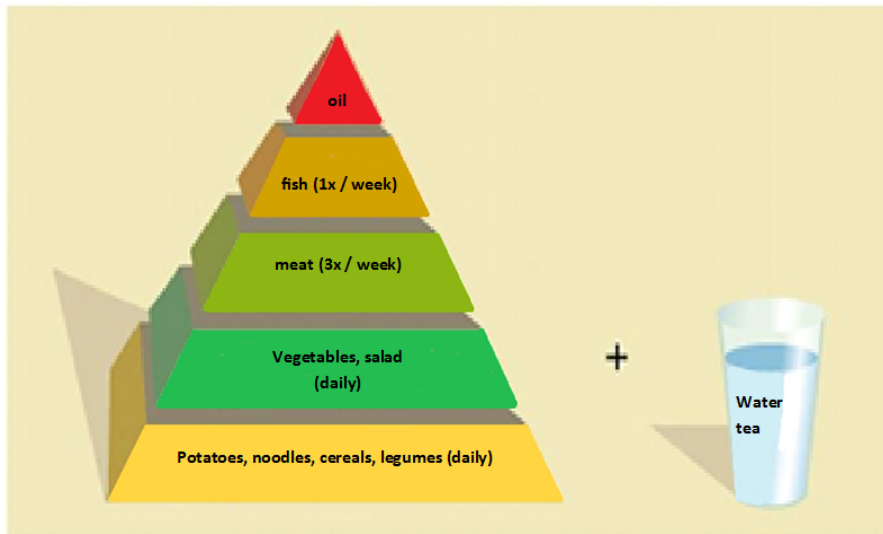 oil
fish (1x / week)
meat (3x / week)
Vegetables, salad
(daily)
Potatoes, noodles, cereals, legumes (daily)
+
Water
tea